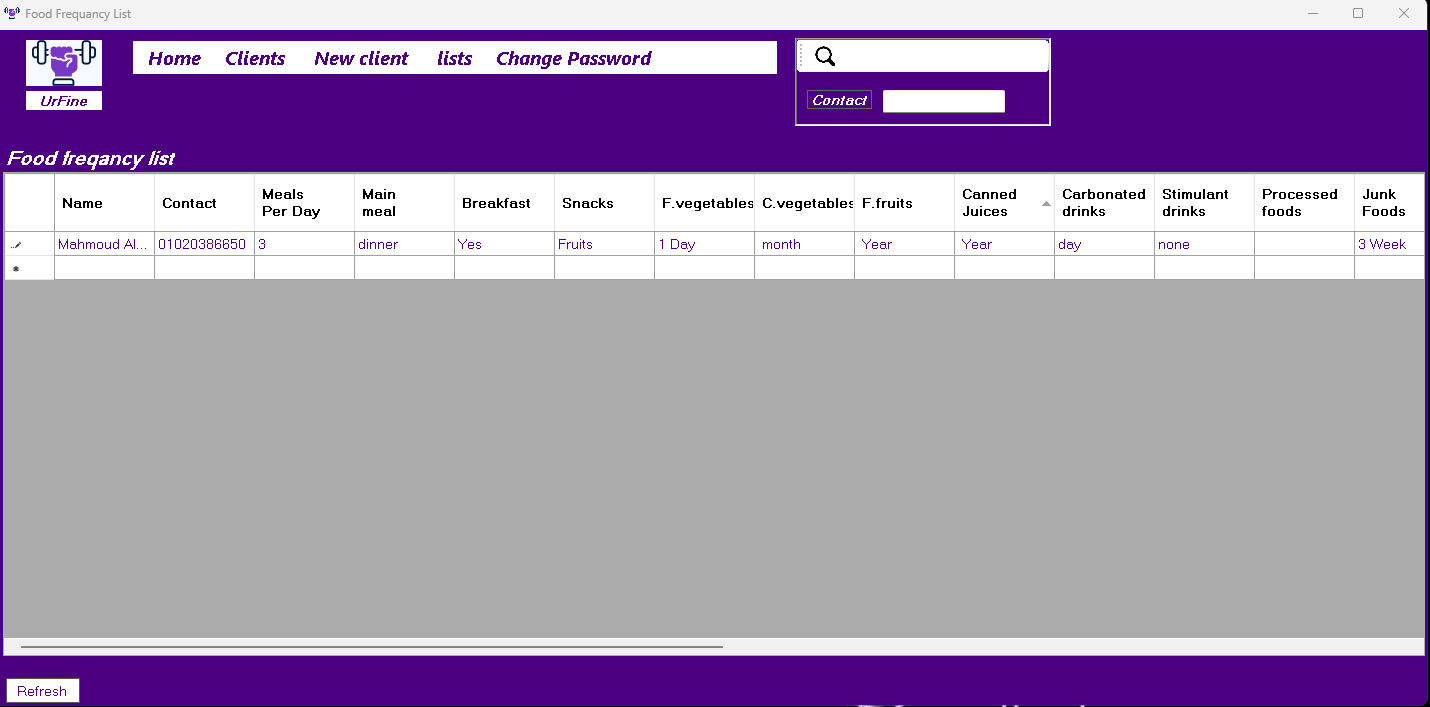 Food Frequancy List
Home Clients New client lists Change Password
UrFine
Contact
Food freqancy list
Name Contact Meals Per Day Main meal Breakfast Snacks F.vegetables C.vegetables F.fruits Canned Juices Carbonated drinks Stimulant drinks Processed foods Junk Foods
Mahmoud Al... 01020386650 3 dinner Yes Fruits 1 Day month Year Year day none 3 Week
Refresh